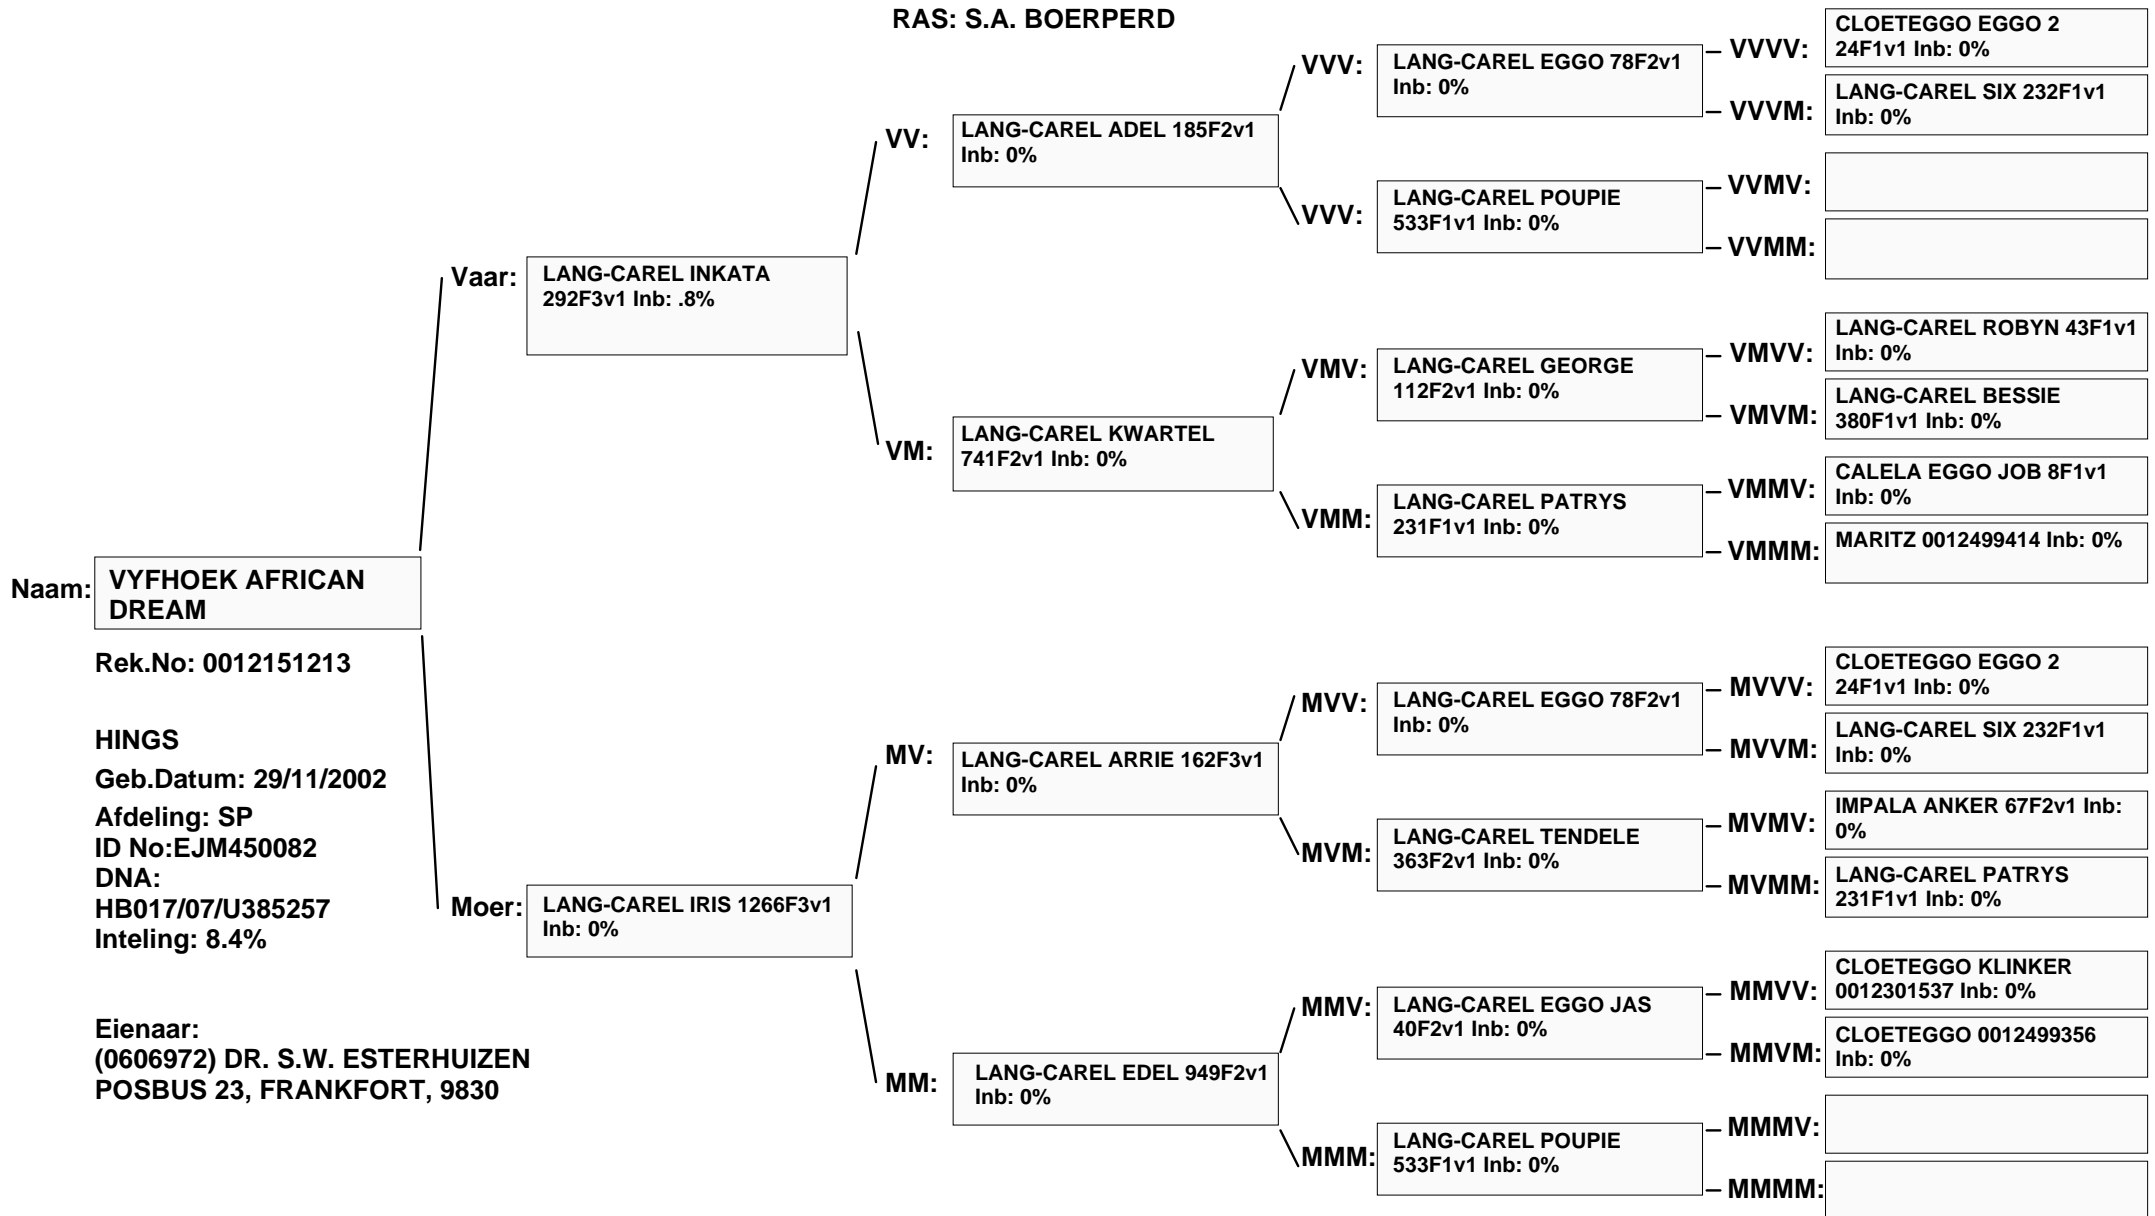 RAS: S.A. BOERPERD
Naam:
VYFHOEK AFRICAN
DREAM
Rek.No: 0012151213
HINGS
Geb.Datum: 29/11/2002
Afdeling: SP
ID No:EJM450082
DNA:
HB017/07/U385257
Inteling: 8.4%
Eienaar:
(0606972) DR. S.W. ESTERHUIZEN
POSBUS 23, FRANKFORT, 9830
Vaar:
LANG-CAREL INKATA
292F3v1 Inb: .8%
Moer:
LANG-CAREL IRIS 1266F3v1
Inb: 0%
VV:
LANG-CAREL ADEL 185F2v1
Inb: 0%
VM:
LANG-CAREL KWARTEL
741F2v1 Inb: 0%
MV:
LANG-CAREL ARRIE 162F3v1
Inb: 0%
MM:
LANG-CAREL EDEL 949F2v1
Inb: 0%
VVV:
LANG-CAREL EGGO 78F2v1
Inb: 0%
VVV:
LANG-CAREL POUPIE
533F1v1 Inb: 0%
VMV:
LANG-CAREL GEORGE
112F2v1 Inb: 0%
VMM:
LANG-CAREL PATRYS
231F1v1 Inb: 0%
MVV:
LANG-CAREL EGGO 78F2v1
Inb: 0%
MVM:
LANG-CAREL TENDELE
363F2v1 Inb: 0%
MMV:
LANG-CAREL EGGO JAS
40F2v1 Inb: 0%
MMM:
LANG-CAREL POUPIE
533F1v1 Inb: 0%
VVVV:
CLOETEGGO EGGO 2
24F1v1 Inb: 0%
VVVM:
LANG-CAREL SIX 232F1v1
Inb: 0%
VVMV:
VVMM:
VMVV:
LANG-CAREL ROBYN 43F1v1
Inb: 0%
VMVM:
LANG-CAREL BESSIE
380F1v1 Inb: 0%
VMMV:
CALELA EGGO JOB 8F1v1
Inb: 0%
VMMM:
MARITZ 0012499414 Inb: 0%
MVVV:
CLOETEGGO EGGO 2
24F1v1 Inb: 0%
MVVM:
LANG-CAREL SIX 232F1v1
Inb: 0%
MVMV:
IMPALA ANKER 67F2v1 Inb:
0%
MVMM:
LANG-CAREL PATRYS
231F1v1 Inb: 0%
MMVV:
CLOETEGGO KLINKER
0012301537 Inb: 0%
MMVM:
CLOETEGGO 0012499356
Inb: 0%
MMMV:
MMMM: